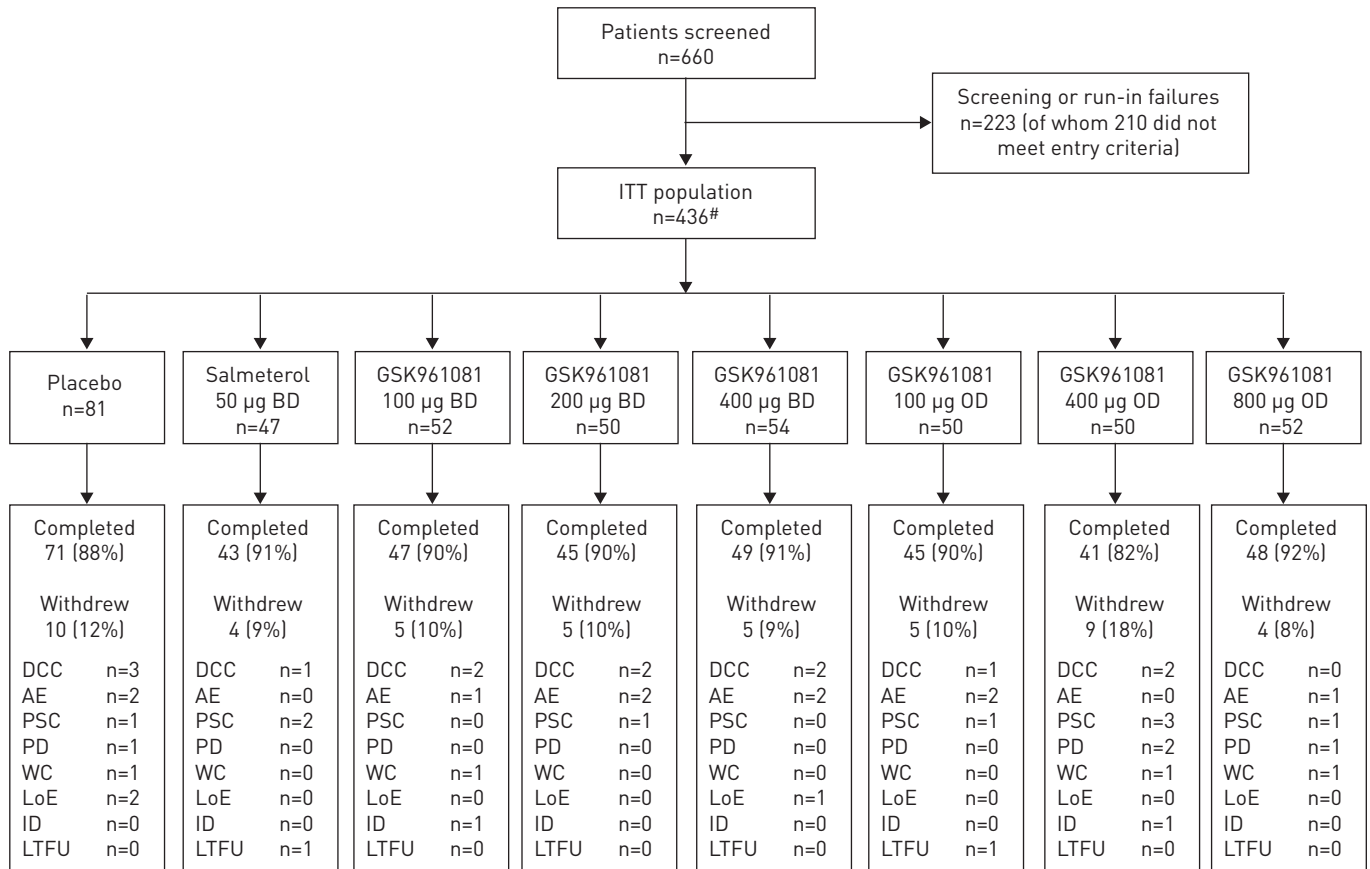 Patients screened
n=660
Screening or run-in failures
n=223 (of whom 210 did not
meet entry criteria)
ITT population
n=436#
Placebo
n=81
Salmeterol
50 µg BD
n=47
GSK961081
100 µg BD
n=52
GSK961081
200 µg BD
n=50
GSK961081
400 µg BD
n=54
GSK961081
100 µg OD
n=50
GSK961081
400 µg OD
n=50
GSK961081
800 µg OD
n=52
Completed
71 (88%)
Withdrew
10 (12%)
DCC n=3
AE n=2
PSC n=1
PD n=1
WC n=1
LoE n=2
ID n=0
LTFU n=0
Completed
43 (91%)
Withdrew
4 (9%)
DCC n=1
AE n=0
PSC n=2
PD n=0
WC n=0
LoE n=0
ID n=0
LTFU n=1
Completed
47 (90%)
Withdrew
5 (10%)
DCC n=2
AE n=1
PSC n=0
PD n=0
WC n=1
LoE n=0
ID n=1
LTFU n=0
Completed
45 (90%)
Withdrew
5 (10%)
DCC n=2
AE n=2
PSC n=1
PD n=0
WC n=0
LoE n=0
ID n=0
LTFU n=0
Completed
49 (91%)
Withdrew
5 (9%)
DCC n=2
AE n=2
PSC n=0
PD n=0
WC n=0
LoE n=1
ID n=0
LTFU n=0
Completed
45 (90%)
Withdrew
5 (10%)
DCC n=1
AE n=2
PSC n=1
PD n=0
WC n=0
LoE n=0
ID n=0
LTFU n=1
Completed
41 (82%)
Withdrew
9 (18%)
DCC n=2
AE n=0
PSC n=3
PD n=2
WC n=1
LoE n=0
ID n=1
LTFU n=0
Completed
48 (92%)
Withdrew
4 (8%)
DCC n=0
AE n=1
PSC n=1
PD n=1
WC n=1
LoE n=0
ID n=0
LTFU n=0